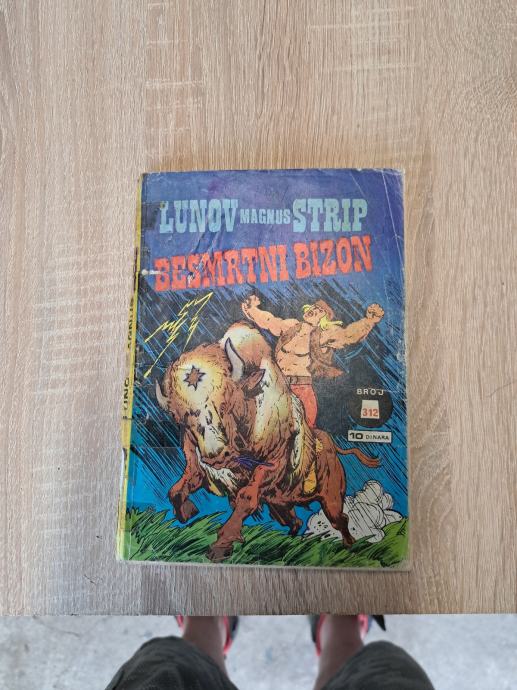 LUNOV MAGNUS STRIP
BESMRTNI BIZON
BROJ
312
10 DINARA